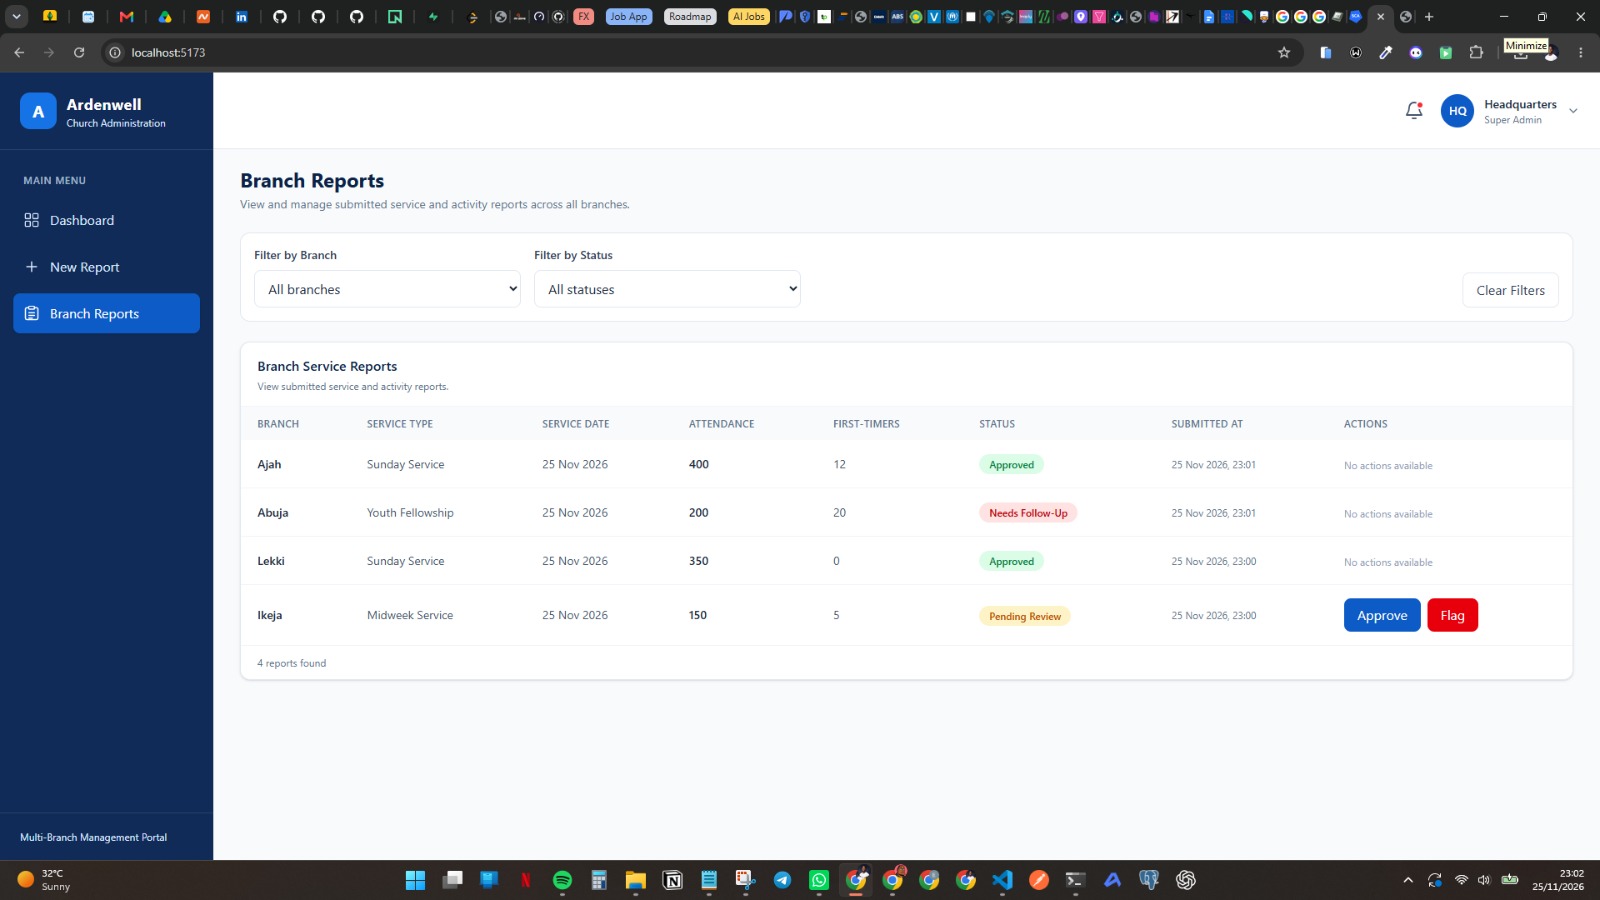 FX
Job App
Roadmap
AI Jobs
localhost:5173
Minimize
A
Ardenwell
Church Administration
HQ
Headquarters
Super Admin
MAIN MENU
Dashboard
New Report
Branch Reports
Multi-Branch Management Portal
Branch Reports
View and manage submitted service and activity reports across all branches.
Filter by Branch
Filter by Status
All branches
All statuses
Clear Filters
Branch Service Reports
View submitted service and activity reports.
BRANCH SERVICE TYPE SERVICE DATE ATTENDANCE FIRST-TIMERS STATUS SUBMITTED AT ACTIONS
Ajah Sunday Service 25 Nov 2026 400 12 Approved 25 Nov 2026, 23:01 No actions available
Abuja Youth Fellowship 25 Nov 2026 200 20 Needs Follow-Up 25 Nov 2026, 23:01 No actions available
Lekki Sunday Service 25 Nov 2026 350 0 Approved 25 Nov 2026, 23:00 No actions available
Ikeja Midweek Service 25 Nov 2026 150 5 Pending Review 25 Nov 2026, 23:00 Approve Flag
4 reports found
32°C
Sunny
23:02
25/11/2026